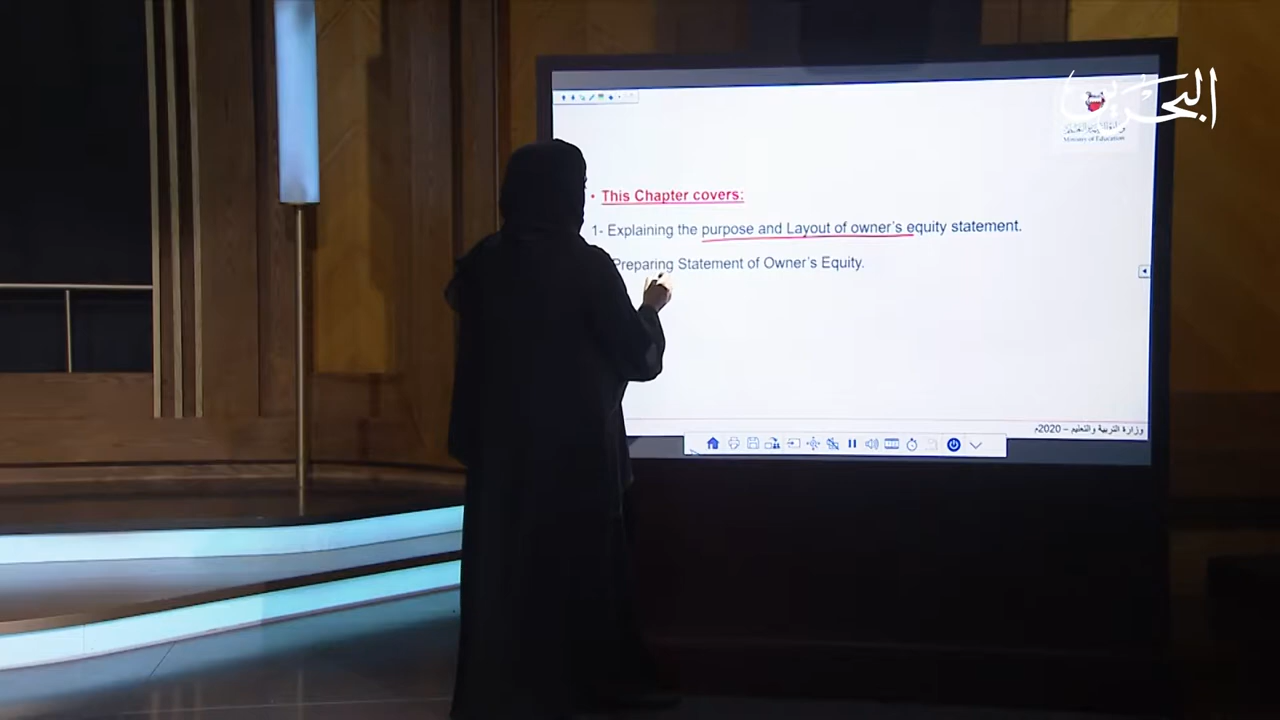 البحرين
Ministry of Education
• This Chapter covers:
1- Explaining the purpose and Layout of owner's equity statement.
Preparing Statement of Owner's Equity.
وزارة التربية والتعليم – 2020م